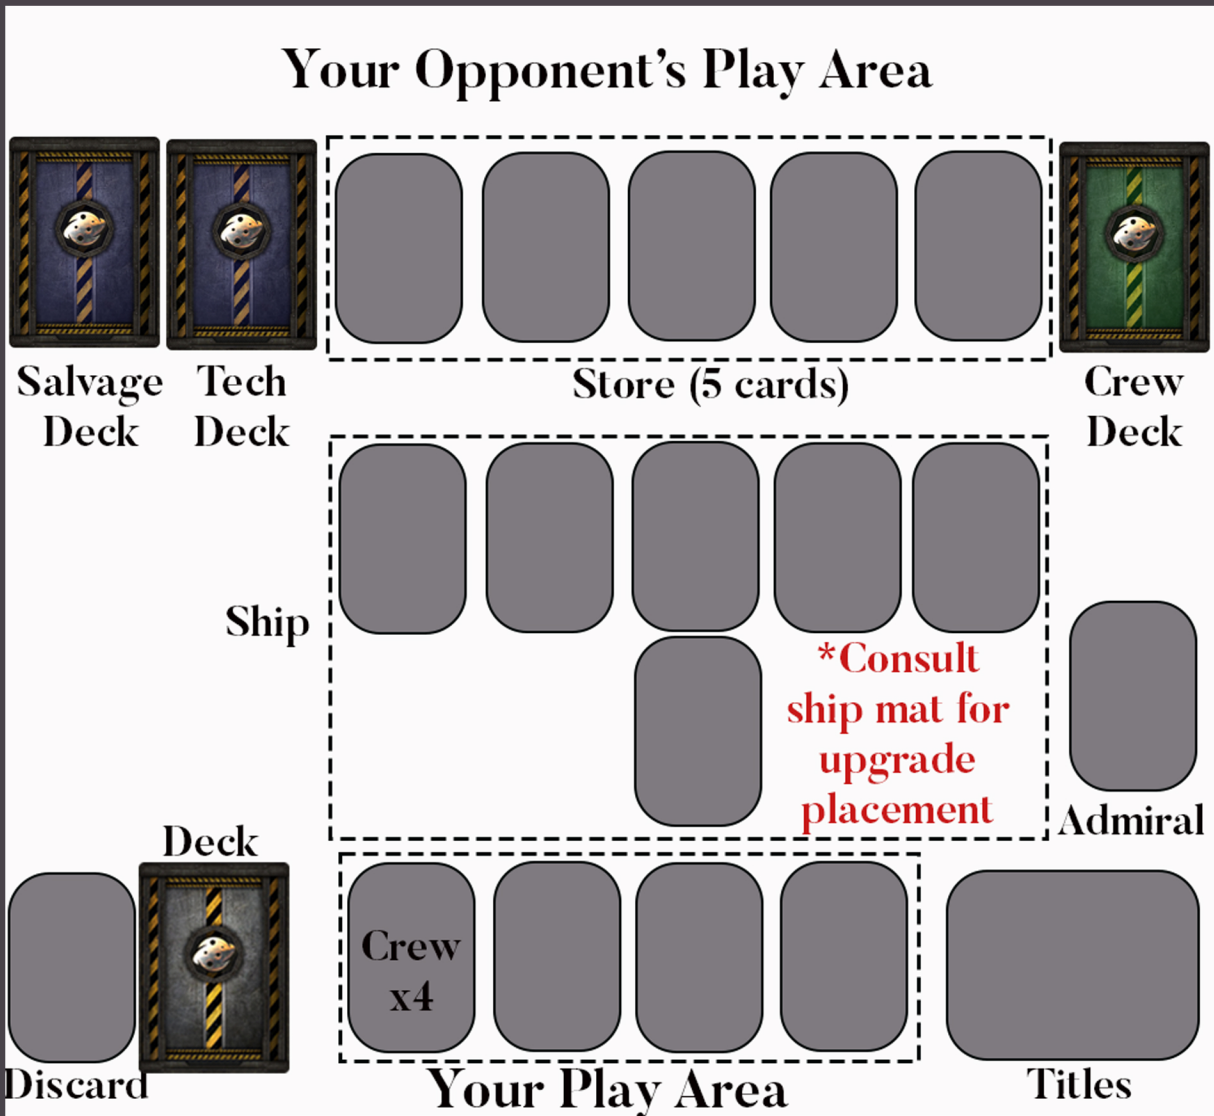 Your Opponent’s Play Area
Salvage
Deck
Tech
Deck
Store (5 cards)
Crew
Deck
Ship
*Consult
ship mat for
upgrade
placement
Admiral
Deck
Crew
x4
Discard
Your Play Area
Titles